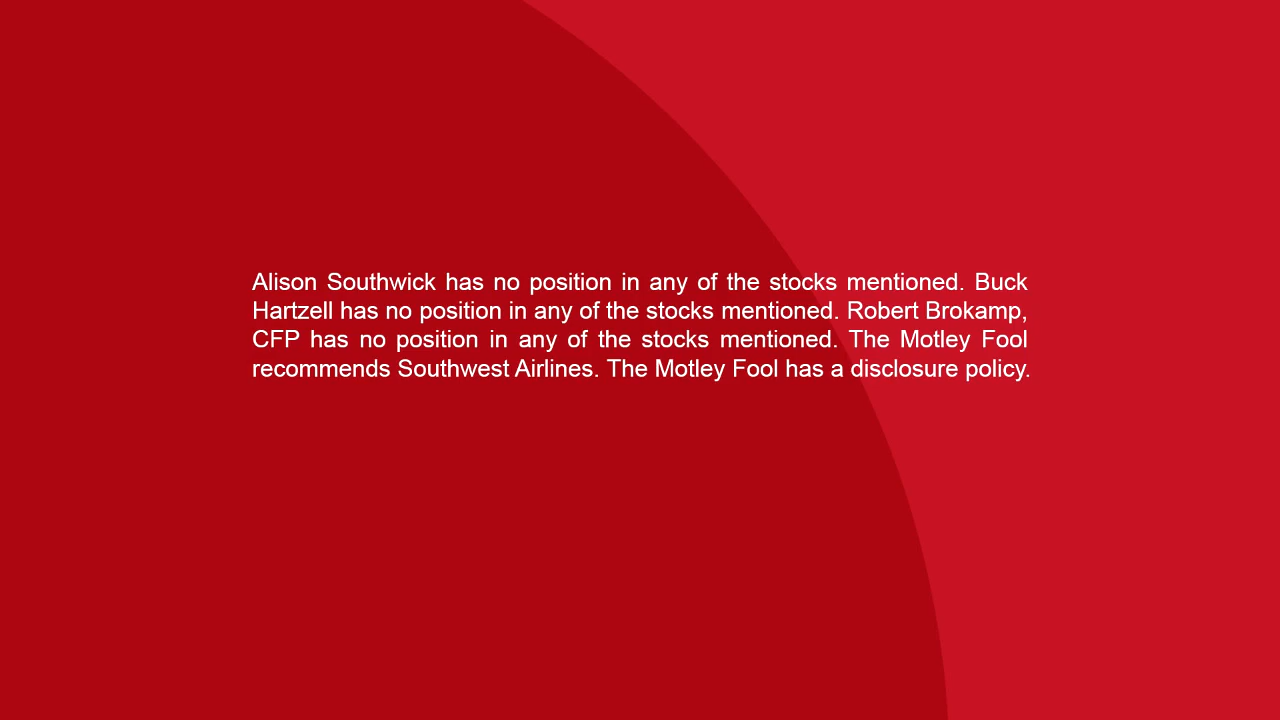 Alison Southwick has no position in any of the stocks mentioned. Buck
Hartzell has no position in any of the stocks mentioned. Robert Brokamp,
CFP has no position in any of the stocks mentioned. The Motley Fool
recommends Southwest Airlines. The Motley Fool has a disclosure policy.